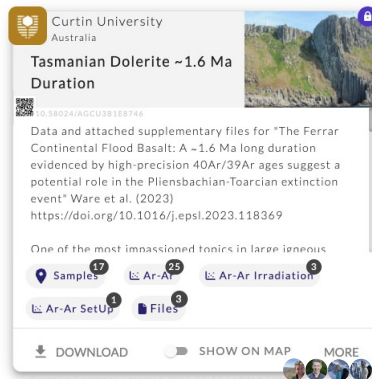 Curtin University
Australia
Tasmanian Dolerite ~1.6 Ma
Duration
10.58024/AGCU3B1E8746
Data and attached supplementary files for "The Ferrar
Continental Flood Basalt: A ~1.6 Ma long duration
evidenced by high-precision 40Ar/39Ar ages suggest a
potential role in the Pliensbachian-Toarcian extinction
event" Ware et al. (2023)
https://doi.org/10.1016/j.epsl.2023.118369
One of the most impassioned topics in large igneous
Samples 17
Ar-Ar 25
Ar-Ar Irradiation 3
Ar-Ar SetUp 1
Files 3
DOWNLOAD
SHOW ON MAP
MORE